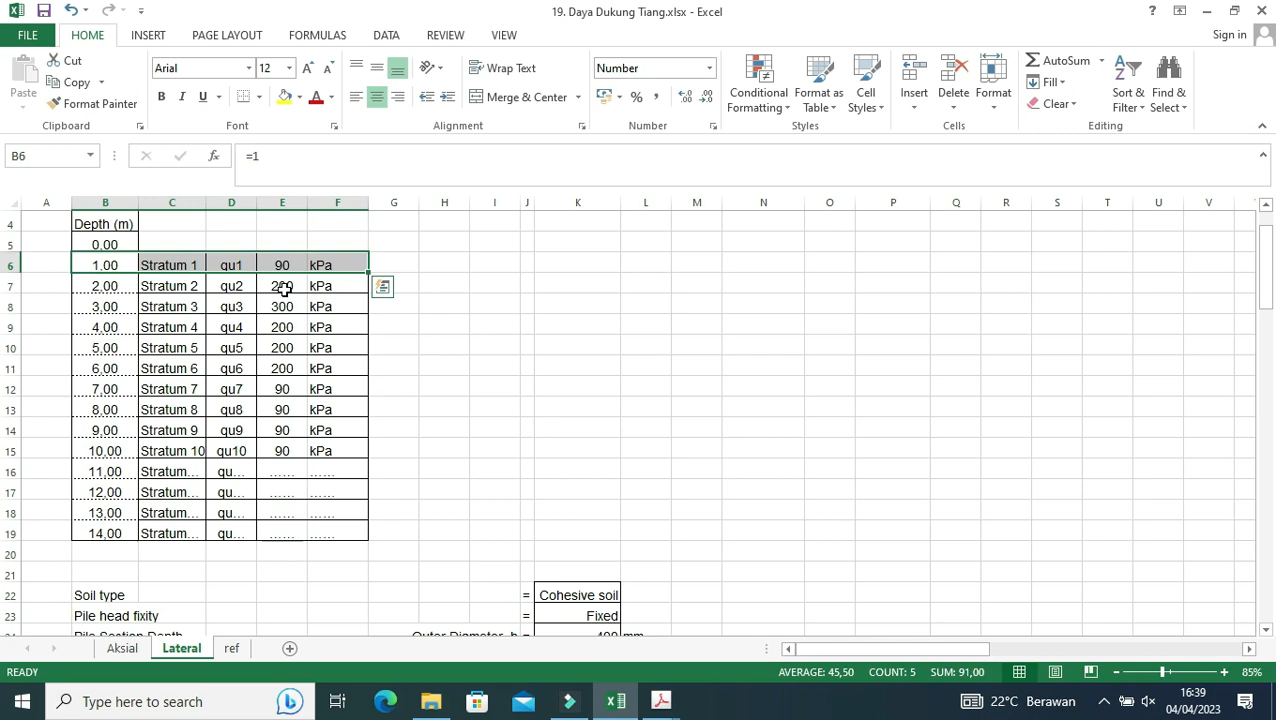 19. Daya Dukung Tiang.xlsx - Excel
?
FILE HOME INSERT PAGE LAYOUT FORMULAS DATA REVIEW VIEW Sign in
Paste
Cut
Copy
Format Painter
Clipboard
Arial 12
B I U A
Font
Wrap Text
Merge & Center
Alignment
Number
%
Number
Conditional Formatting
Format as Table
Cell Styles
Styles
Insert Delete Format
Cells
AutoSum
Fill
Clear
Sort & Filter
Find & Select
Editing
B6 fx =1
A B C D E F G H I J K L M N O P Q R S T U V
4 Depth (m)
5 0,00
6 1,00 Stratum 1 qu1 90 kPa
7 2,00 Stratum 2 qu2 200 kPa
8 3,00 Stratum 3 qu3 300 kPa
9 4,00 Stratum 4 qu4 200 kPa
10 5,00 Stratum 5 qu5 200 kPa
11 6,00 Stratum 6 qu6 200 kPa
12 7,00 Stratum 7 qu7 90 kPa
13 8,00 Stratum 8 qu8 90 kPa
14 9,00 Stratum 9 qu9 90 kPa
15 10,00 Stratum 10 qu10 90 kPa
16 11,00 Stratum... qu... ...... ......
17 12,00 Stratum... qu... ...... ......
18 13,00 Stratum... qu... ...... ......
19 14,00 Stratum... qu... ...... ......
20
21
22 Soil type = Cohesive soil
23 Pile head fixity = Fixed
24 Pile Section Depth Outer Diameter, b = 400 mm
Aksial Lateral ref
READY AVERAGE: 45,50 COUNT: 5 SUM: 91,00 85%
Type here to search
22°C Berawan
16:39
04/04/2023